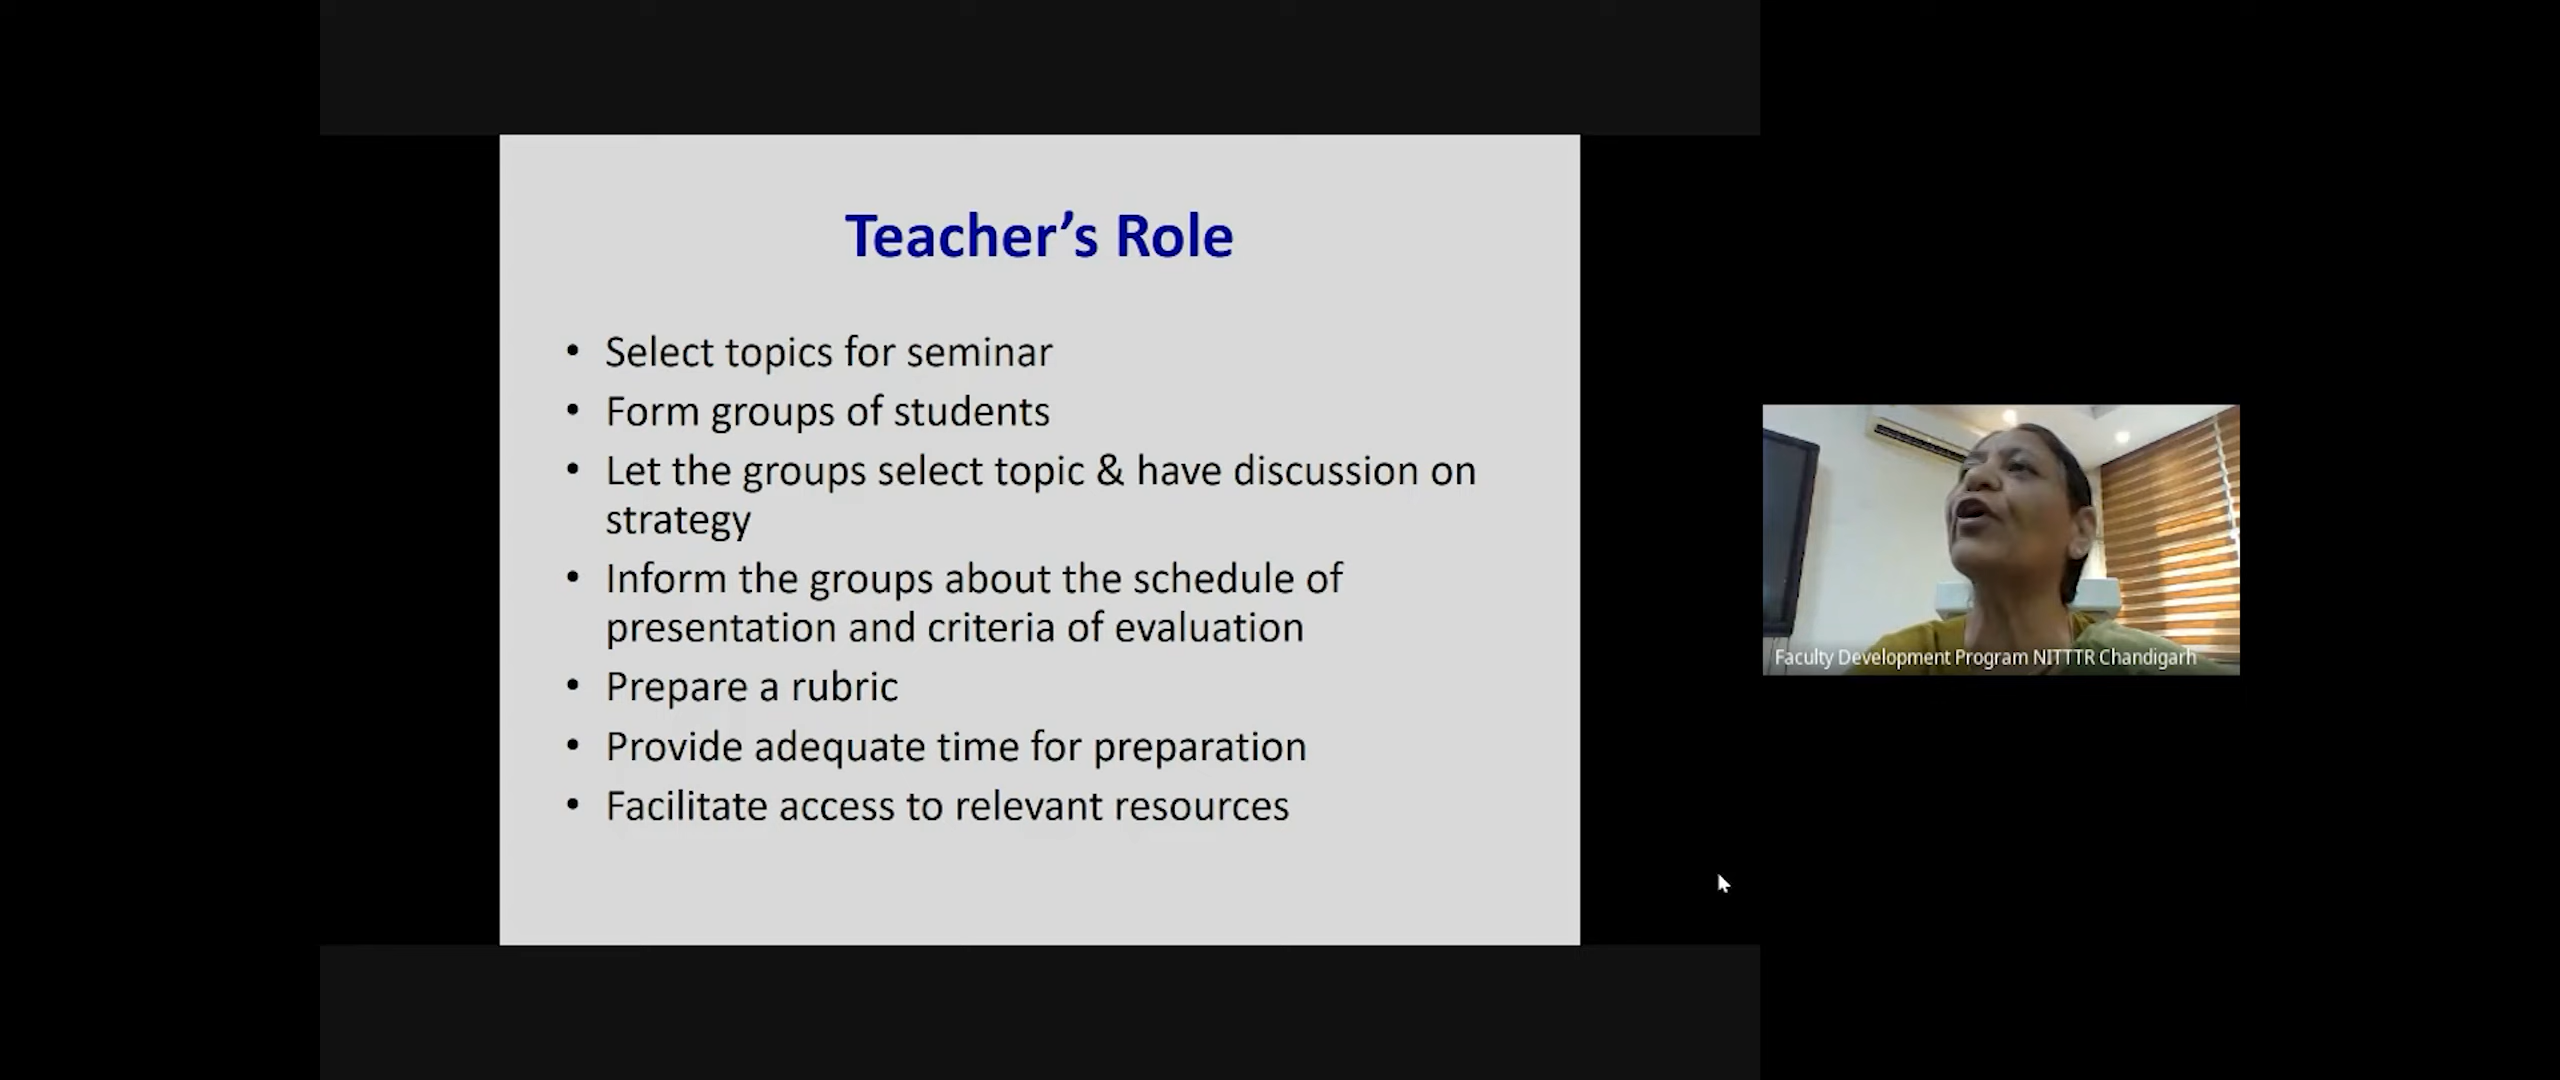 Teacher’s Role
• Select topics for seminar
• Form groups of students
• Let the groups select topic & have discussion on
strategy
• Inform the groups about the schedule of
presentation and criteria of evaluation
• Prepare a rubric
• Provide adequate time for preparation
• Facilitate access to relevant resources
Faculty Development Program NITTTR Chandigarh